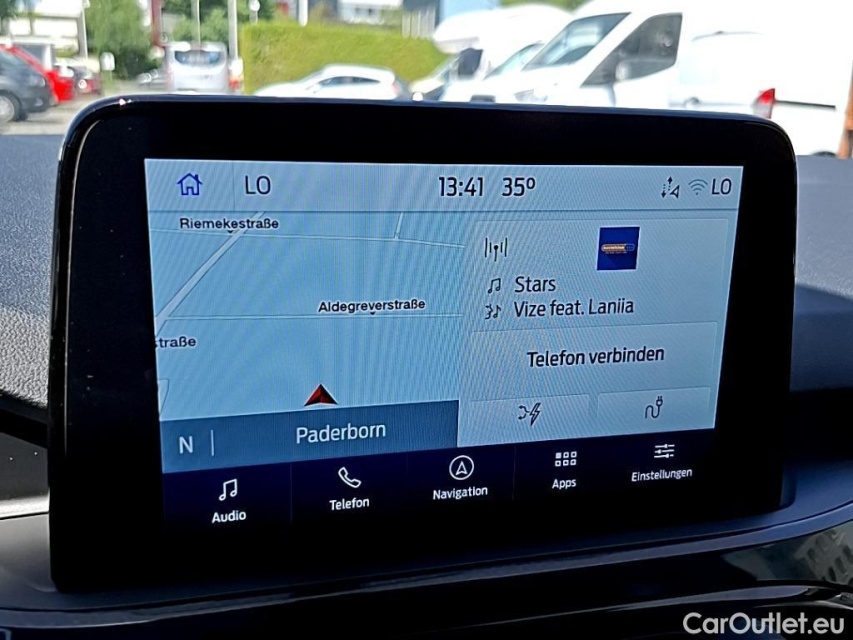 LO 13:41 35° LO
Riemekestraße
Aldegreverstraße
traße
Stars
Vize feat. Laniia
Telefon verbinden
N
Paderborn
Audio
Telefon
Navigation
Apps
Einstellungen
CarOutlet.eu